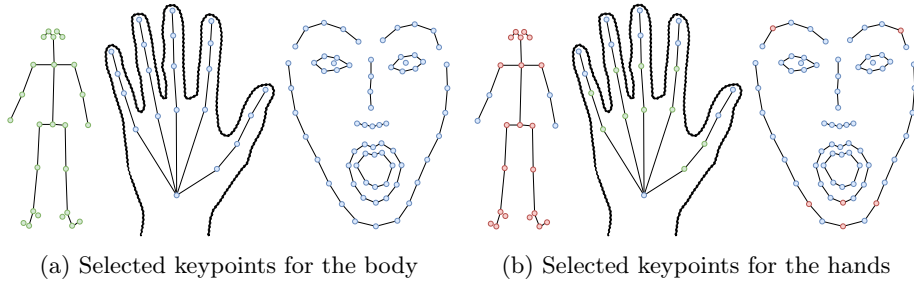 (a) Selected keypoints for the body
(b) Selected keypoints for the hands